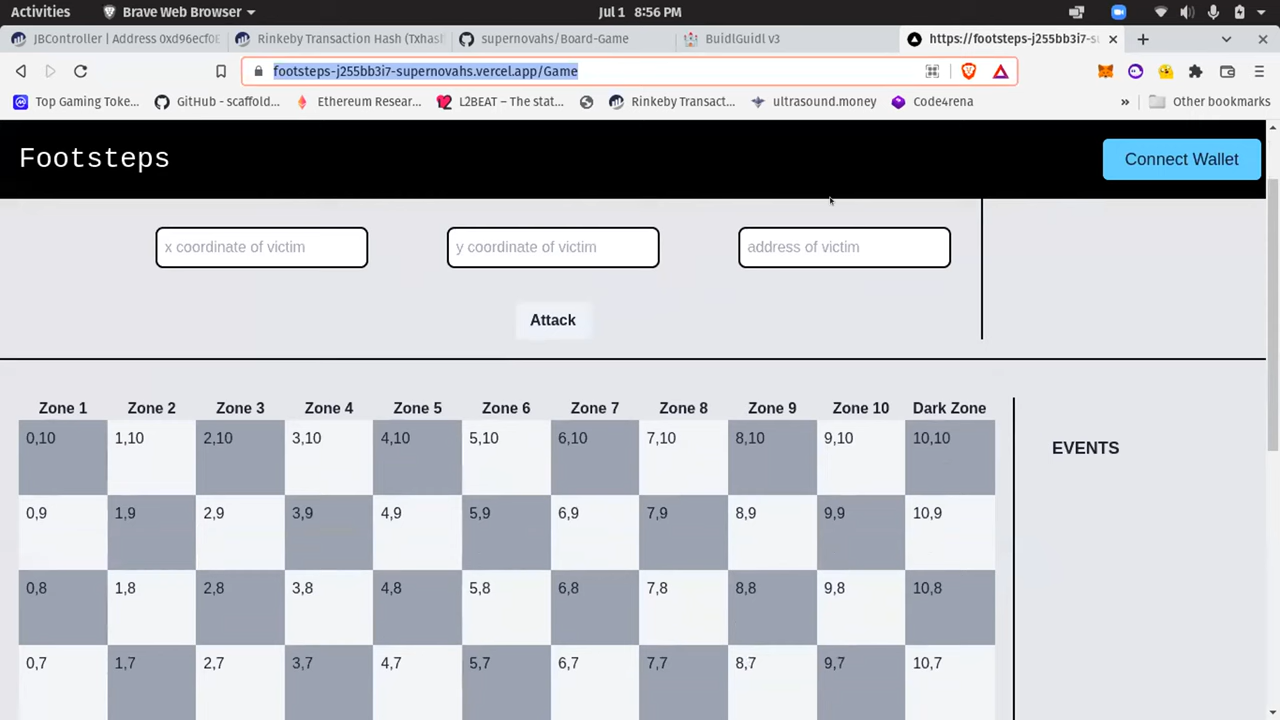 Activities
Brave Web Browser
Jul 1 8:56 PM
JBController | Address 0xd96ecf0E
Rinkeby Transaction Hash (Txhas
supernovahs/Board-Game
BuidlGuidl v3
https://footsteps-j255bb3i7-s
footsteps-j255bb3i7-supernovahs.vercel.app/Game
Top Gaming Toke...
GitHub - scaffold...
Ethereum Resear...
L2BEAT – The stat...
Rinkeby Transact...
ultrasound.money
Code4rena
»
Other bookmarks
Footsteps
Connect Wallet
x coordinate of victim
y coordinate of victim
address of victim
Attack
Zone 1 Zone 2 Zone 3 Zone 4 Zone 5 Zone 6 Zone 7 Zone 8 Zone 9 Zone 10 Dark Zone
0,10 1,10 2,10 3,10 4,10 5,10 6,10 7,10 8,10 9,10 10,10
EVENTS
0,9 1,9 2,9 3,9 4,9 5,9 6,9 7,9 8,9 9,9 10,9
0,8 1,8 2,8 3,8 4,8 5,8 6,8 7,8 8,8 9,8 10,8
0,7 1,7 2,7 3,7 4,7 5,7 6,7 7,7 8,7 9,7 10,7